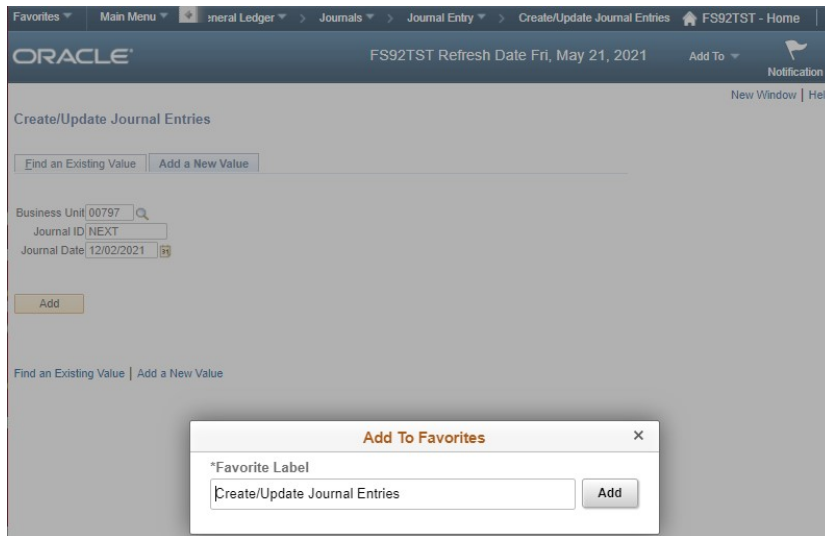 Favorites Main Menu eneral Ledger > Journals > Journal Entry > Create/Update Journal Entries FS92TST - Home
ORACLE FS92TST Refresh Date Fri, May 21, 2021 Add To
Notification
New Window | Hel
Create/Update Journal Entries
Find an Existing Value Add a New Value
Business Unit 00797
Journal ID NEXT
Journal Date 12/02/2021
Add
Find an Existing Value | Add a New Value
Add To Favorites ×
*Favorite Label
Create/Update Journal Entries Add